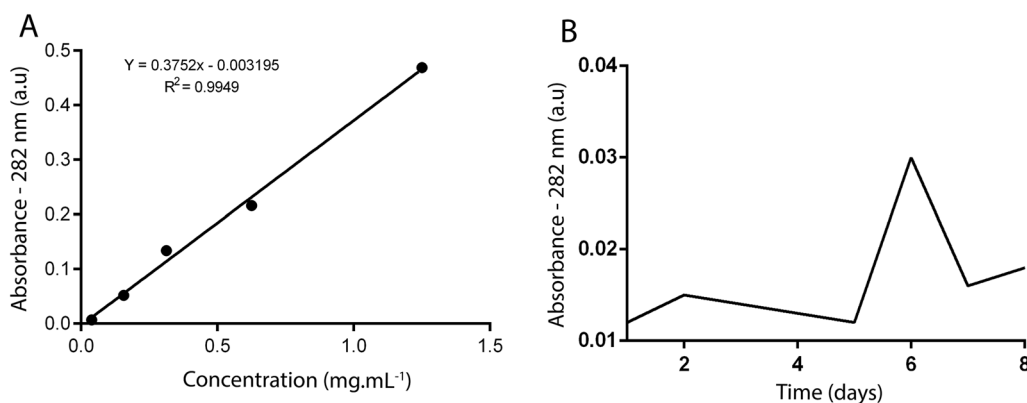 A
Y = 0.3752x - 0.003195
R² = 0.9949
0.5
0.4
0.3
0.2
0.1
0.0
0.0 0.5 1.0 1.5
Absorbance - 282 nm (a.u)
Concentration (mg.mL⁻¹)
B
0.04
0.03
0.02
0.01
2 4 6 8
Absorbance - 282 nm (a.u)
Time (days)